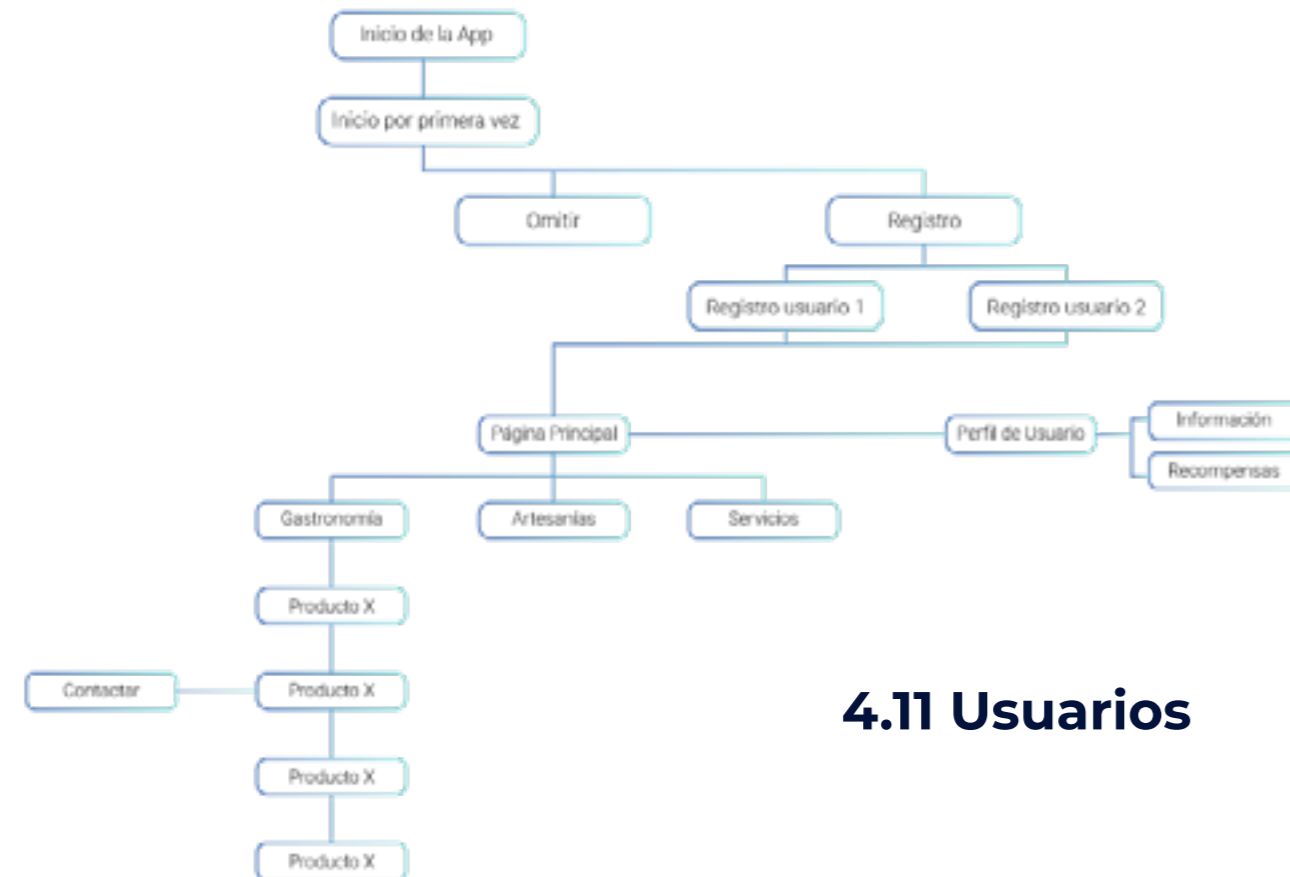 Inicio de la App
Inicio por primera vez
Omitir
Registro
Registro usuario 1
Registro usuario 2
Página Principal
Perfil de Usuario
Información
Recompensas
Gastronomía
Artesanías
Servicios
Producto X
Contactar
Producto X
4.11 Usuarios
Producto X
Producto X